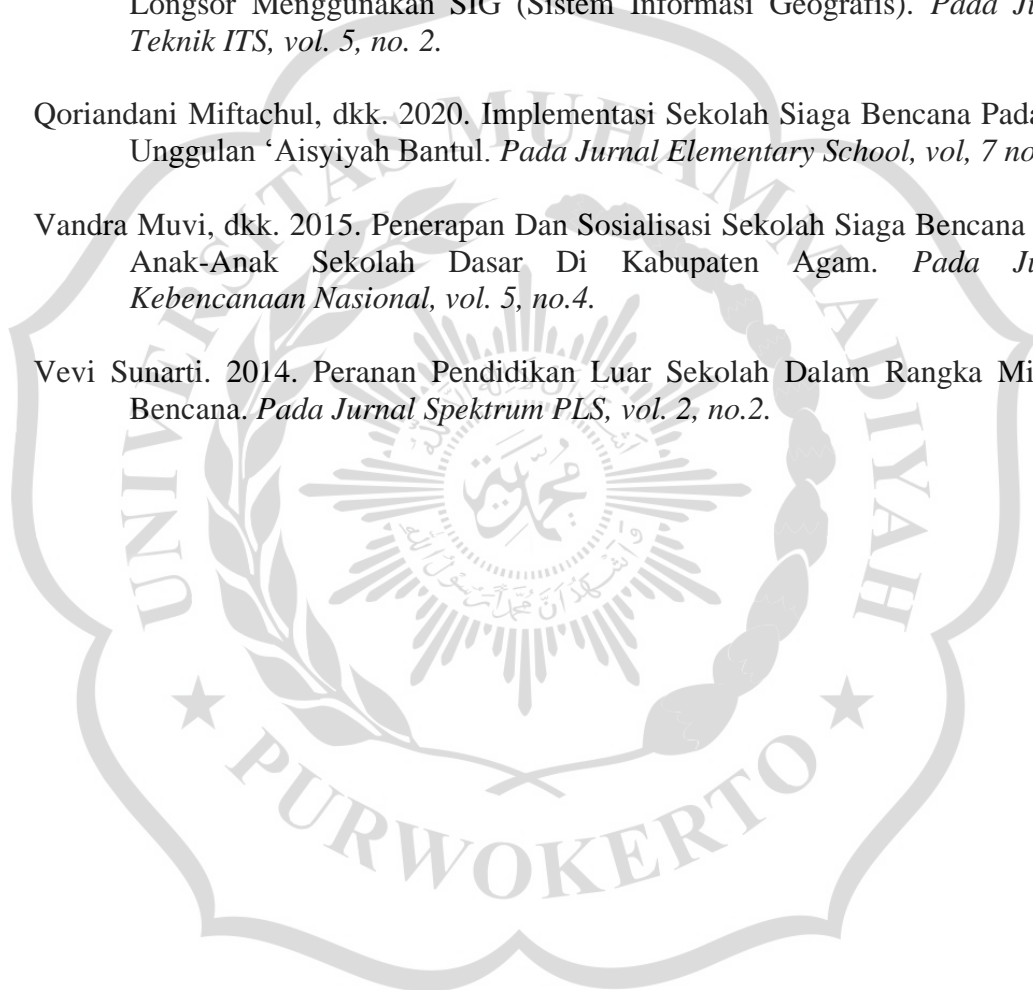 Longsor Menggunakan SIG (Sistem Informasi Geografis). Pada Ju
Teknik ITS, vol. 5, no. 2.
Qoriandani Miftachul, dkk. 2020. Implementasi Sekolah Siaga Bencana Pada
Unggulan ‘Aisyiyah Bantul. Pada Jurnal Elementary School, vol, 7 no
Vandra Muvi, dkk. 2015. Penerapan Dan Sosialisasi Sekolah Siaga Bencana
Anak-Anak Sekolah Dasar Di Kabupaten Agam. Pada Ju
Kebencanaan Nasional, vol. 5, no.4.
Vevi Sunarti. 2014. Peranan Pendidikan Luar Sekolah Dalam Rangka Mi
Bencana. Pada Jurnal Spektrum PLS, vol. 2, no.2.
UNIVERSITAS MUHAMMADIYAH
محمدية
PURWOKERTO